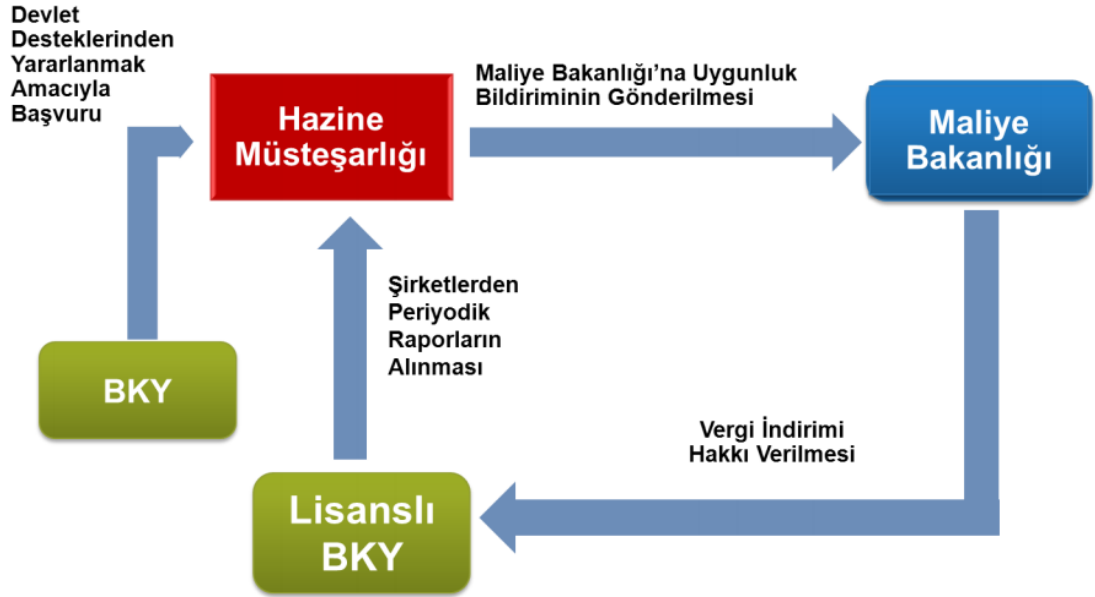 Devlet
Desteklerinden
Yararlanmak
Amacıyla
Başvuru
Hazine
Müsteşarlığı
Maliye Bakanlığı'na Uygunluk
Bildiriminin Gönderilmesi
Maliye
Bakanlığı
Şirketlerden
Periyodik
Raporların
Alınması
BKY
Vergi İndirimi
Hakkı Verilmesi
Lisanslı
BKY